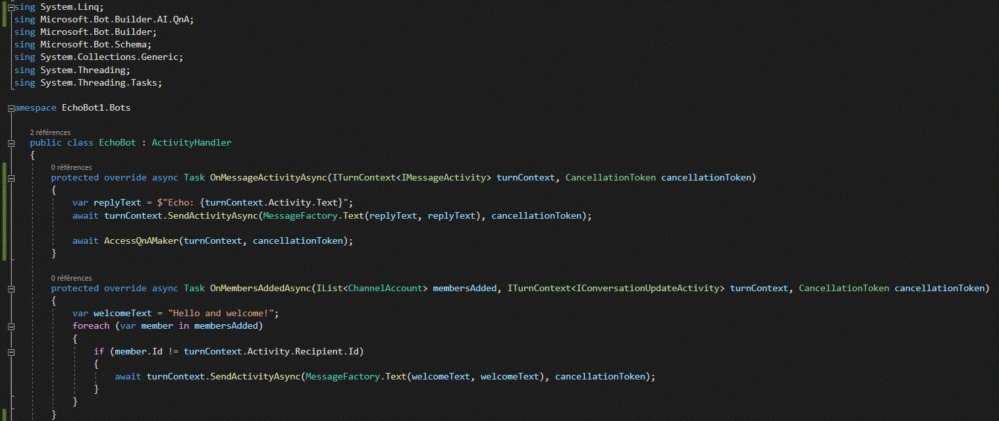 sing System.Linq;
sing Microsoft.Bot.Builder.AI.QnA;
sing Microsoft.Bot.Builder;
sing Microsoft.Bot.Schema;
sing System.Collections.Generic;
sing System.Threading;
sing System.Threading.Tasks;
amespace EchoBot1.Bots
2 références
public class EchoBot : ActivityHandler
{
0 références
protected override async Task OnMessageActivityAsync(ITurnContext<IMessageActivity> turnContext, CancellationToken cancellationToken)
{
var replyText = $"Echo: {turnContext.Activity.Text}";
await turnContext.SendActivityAsync(MessageFactory.Text(replyText, replyText), cancellationToken);
await AccessQnAMaker(turnContext, cancellationToken);
}
0 références
protected override async Task OnMembersAddedAsync(IList<ChannelAccount> membersAdded, ITurnContext<IConversationUpdateActivity> turnContext, CancellationToken cancellationToken)
{
var welcomeText = "Hello and welcome!";
foreach (var member in membersAdded)
{
if (member.Id != turnContext.Activity.Recipient.Id)
{
await turnContext.SendActivityAsync(MessageFactory.Text(welcomeText, welcomeText), cancellationToken);
}
}
}